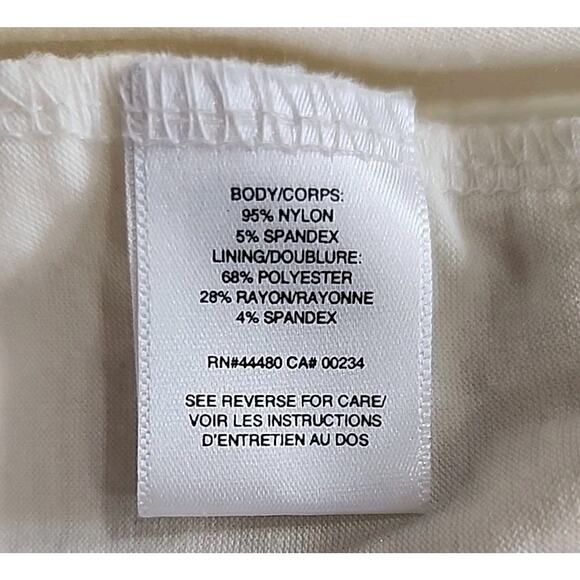 BODY/CORPS:
95% NYLON
5% SPANDEX
LINING/DOUBLURE:
68% POLYESTER
28% RAYON/RAYONNE
4% SPANDEX
RN#44480 CA# 00234
SEE REVERSE FOR CARE/
VOIR LES INSTRUCTIONS
D'ENTRETIEN AU DOS